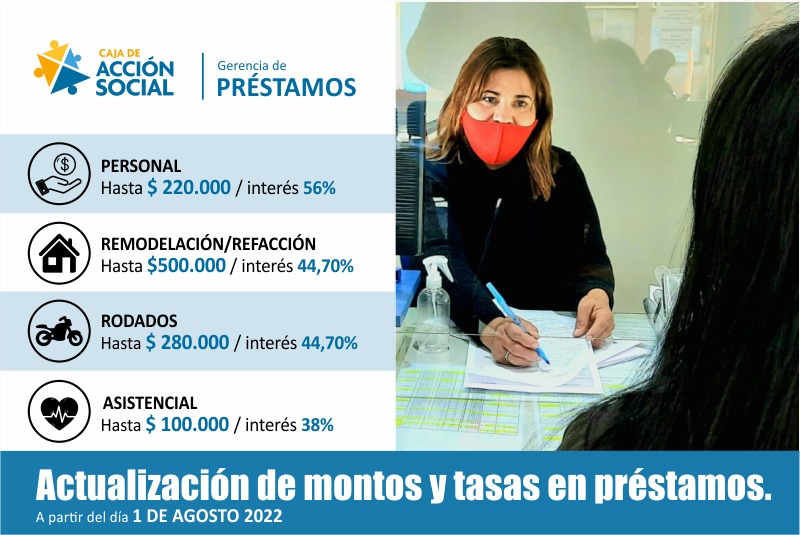 CAJA DE
ACCIÓN
SOCIAL
Gerencia de
PRÉSTAMOS
$
PERSONAL
Hasta $ 220.000 / interés 56%
REMODELACIÓN/REFACCIÓN
Hasta $500.000 / interés 44,70%
RODADOS
Hasta $ 280.000 / interés 44,70%
ASISTENCIAL
Hasta $ 100.000 / interés 38%
Actualización de montos y tasas en préstamos.
A partir del día 1 DE AGOSTO 2022